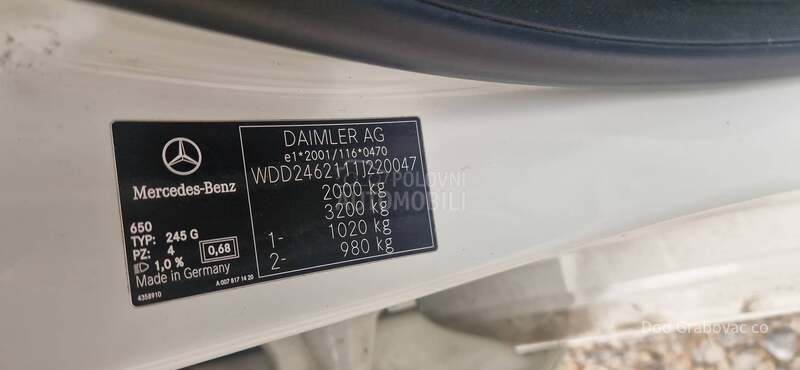 Mercedes-Benz
650
TYP: 245 G
PZ: 4
0,68
1,0 %
Made in Germany
4358910
A 007 817 14 20
DAIMLER AG
e1*2001/116*0470
WDD2462111J220047
2000 kg
3200 kg
1- 1020 kg
2- 980 kg
POLOVNI
AUTOMOBILI
Doo Grabovac co